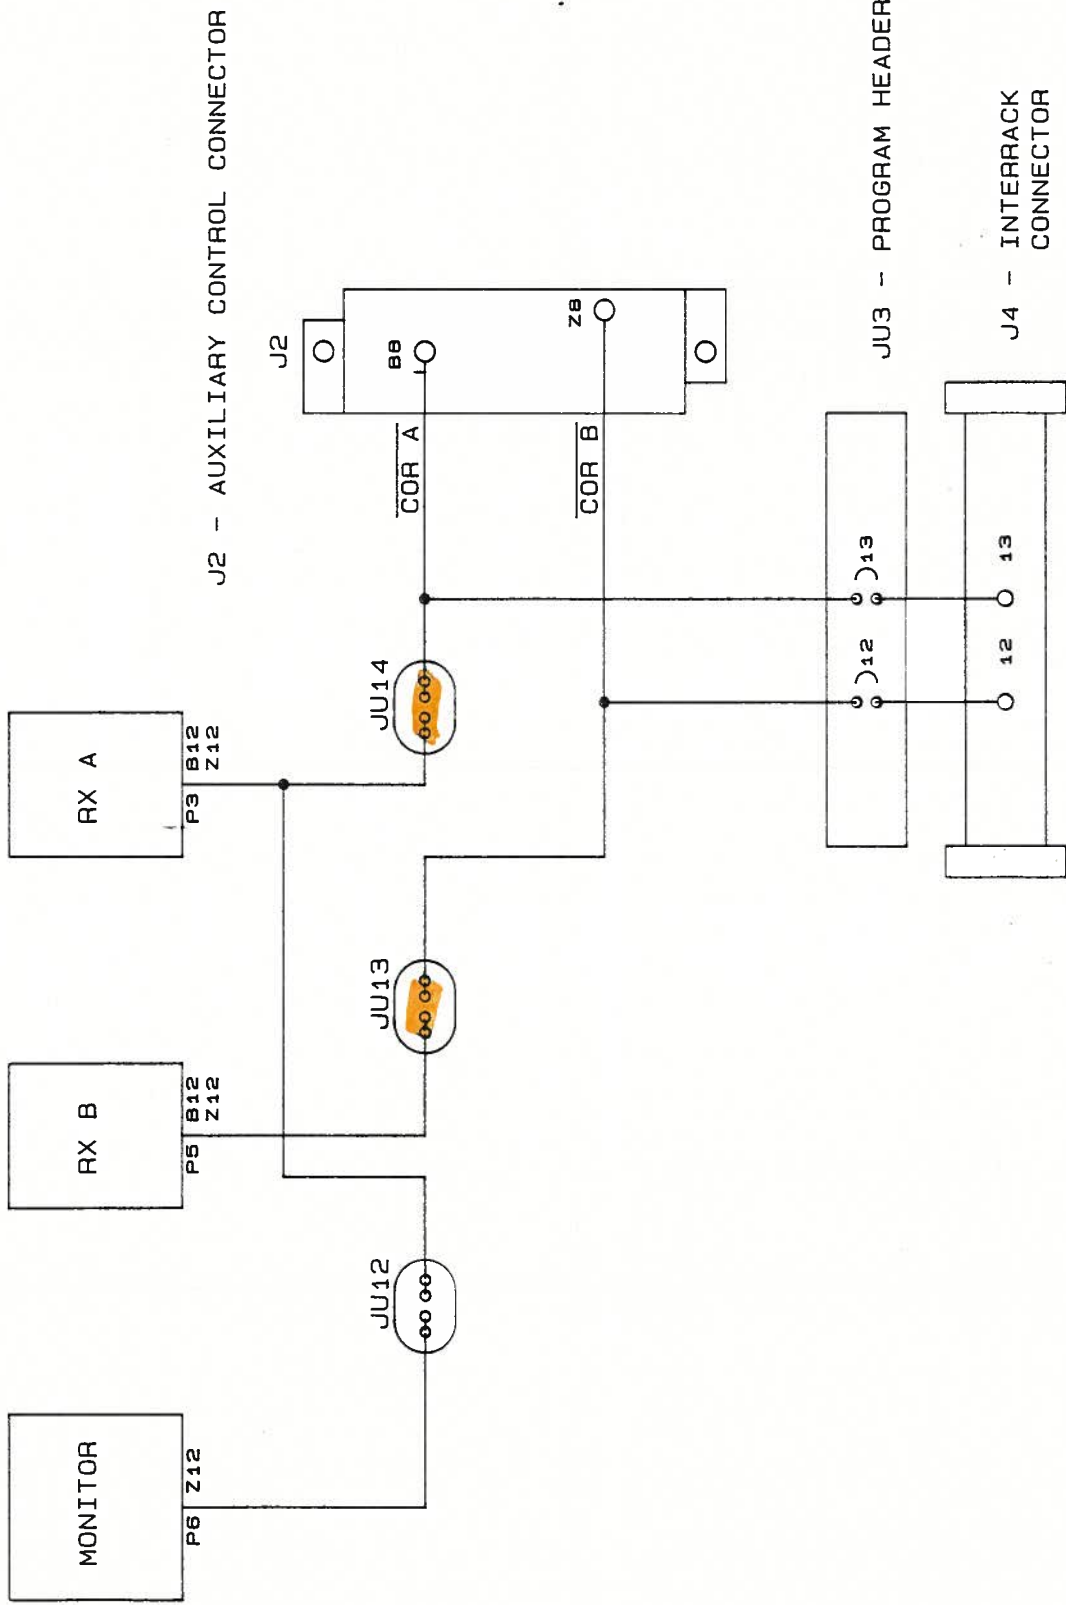 MONITOR
P6 Z12
RX B
P5 B12
Z12
RX A
P3 B12
Z12
J2 - AUXILIARY CONTROL CONNECTOR
JU12
JU13
JU14
J2
B8
Z8
COR A
COR B
12
13
JU3 - PROGRAM HEADER
12
13
J4 - INTERRACK
CONNECTOR